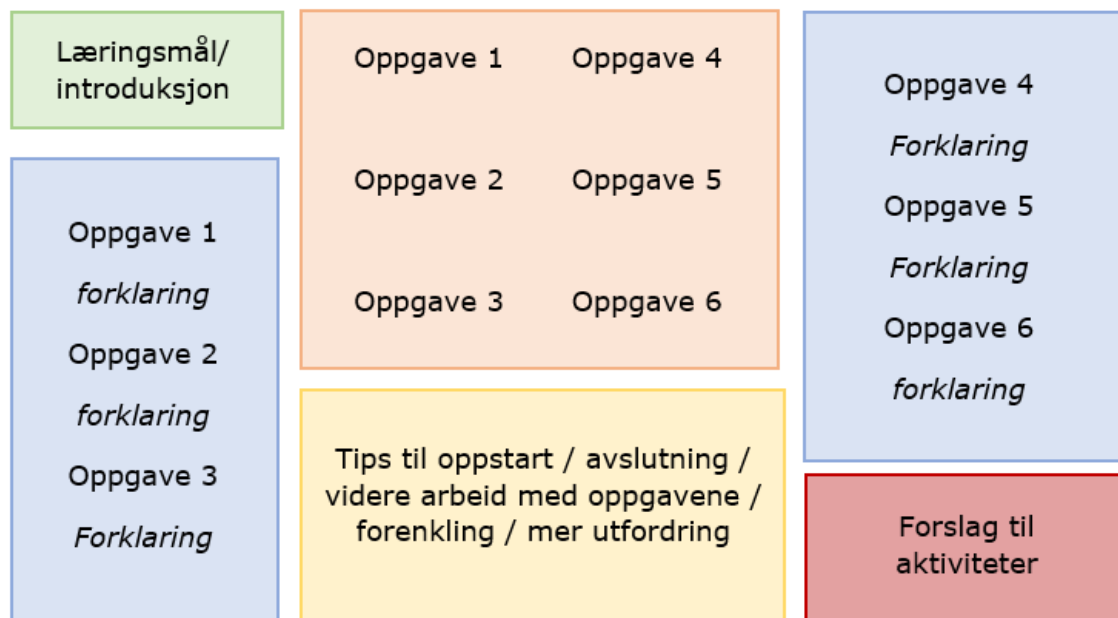 Læringsmål/
introduksjon
Oppgave 1
forklaring
Oppgave 2
forklaring
Oppgave 3
Forklaring
Oppgave 1 Oppgave 4
Oppgave 2 Oppgave 5
Oppgave 3 Oppgave 6
Tips til oppstart / avslutning /
videre arbeid med oppgavene /
forenkling / mer utfordring
Oppgave 4
Forklaring
Oppgave 5
Forklaring
Oppgave 6
forklaring
Forslag til
aktiviteter